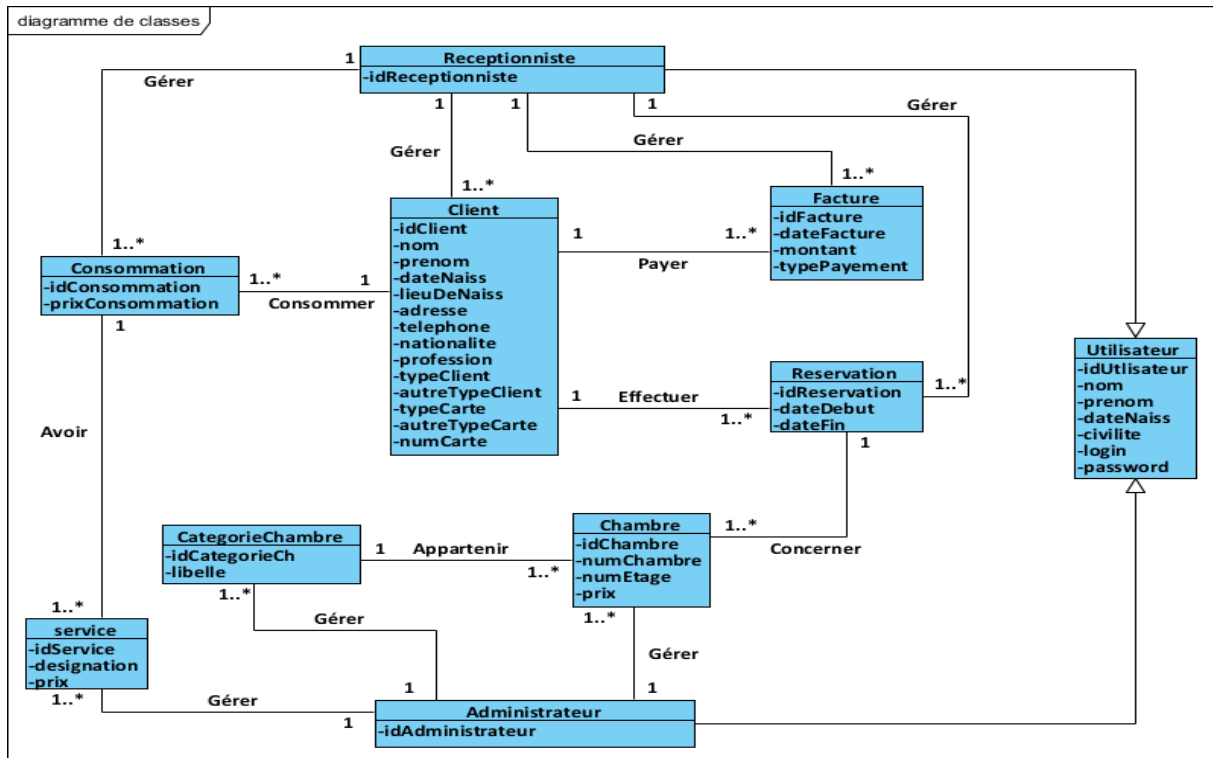 diagramme de classes
Receptionniste
-idReceptionniste
1
Gérer
1
Gérer
1..*
1
Gérer
1..*
1
Gérer
1..*
1..*
Client
-idClient
-nom
-prenom
-dateNaiss
-lieuDeNaiss
-adresse
-telephone
-nationalite
-profession
-typeClient
-autreTypeClient
-typeCarte
-autreTypeCarte
-numCarte
Facture
-idFacture
-dateFacture
-montant
-typePayement
1
Payer
1..*
Consommation
-idConsommation
-prixConsommation
1..*
Consommer
1
1
Avoir
1..*
Utilisateur
-idUtlisateur
-nom
-prenom
-dateNaiss
-civilite
-login
-password
Reservation
-idReservation
-dateDebut
-dateFin
1
Effectuer
1..*
1
Concerner
1..*
CategorieChambre
-idCategorieCh
-libelle
1
Appartenir
1..*
Chambre
-idChambre
-numChambre
-numEtage
-prix
1..*
Gérer
1
1..*
Gérer
1
service
-idService
-designation
-prix
1..*
Gérer
1
Administrateur
-idAdministrateur